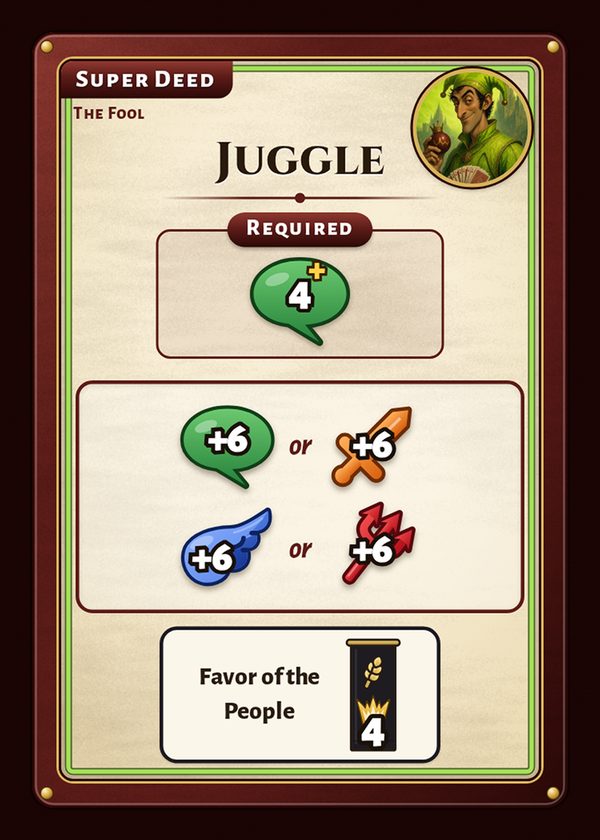 Super Deed
The Fool
Juggle
Required
4+
+6 or +6
+6 or +6
Favor of the
People
4